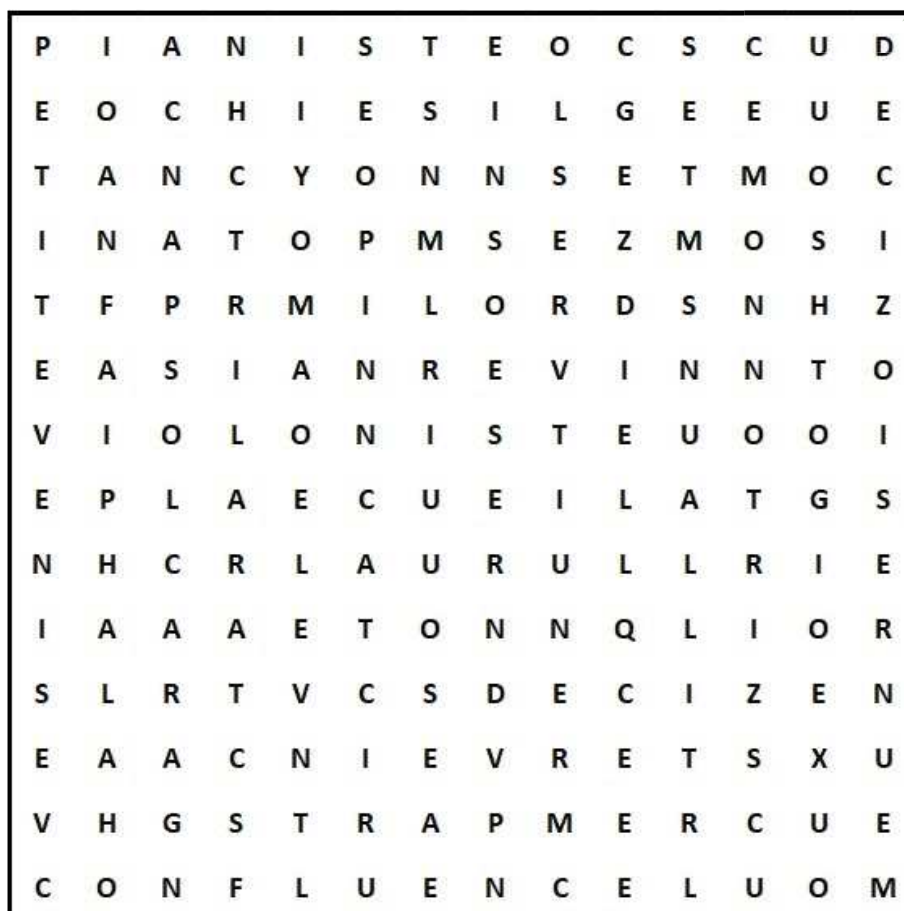 P I A N I S T E O C S C U D
E O C H I E S I L G E E U E
T A N C Y O N N S E T M O C
I N A T O P M S E Z M O S I
T F P R M I L O R D S N H Z
E A S I A N R E V I N N T O
V I O L O N I S T E U O O I
E P L A E C U E I L A T G S
N H C R L A U R U L L R I E
I A A A E T O N N Q L I O R
S L R T V C S D E C I Z E N
E A A C N I E V R E T S X U
V H G S T R A P M E R C U E
C O N F L U E N C E L U O M